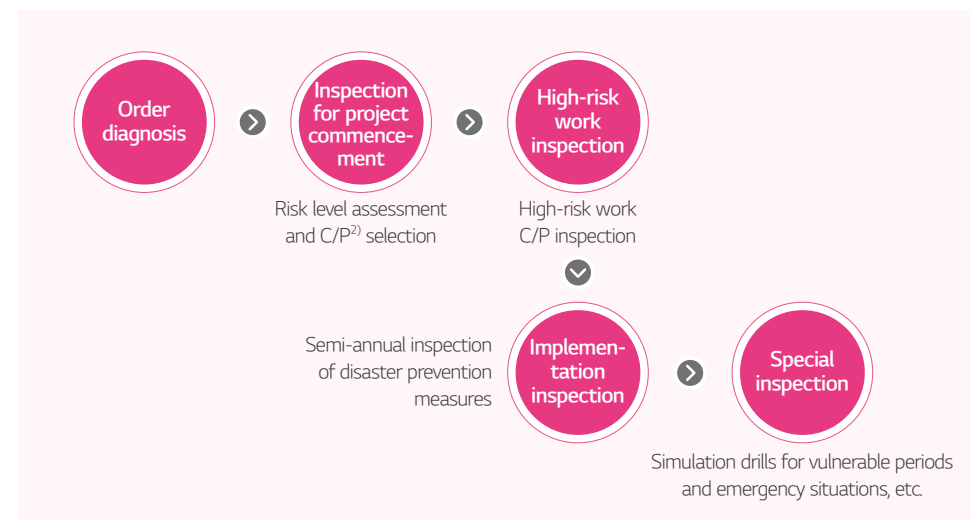 Order
diagnosis
Inspection
for project
commence-
ment
High-risk
work
inspection
Risk level assessment
and C/P2) selection
High-risk work
C/P inspection
Semi-annual inspection
of disaster prevention
measures
Implemen-
tation
inspection
Special
inspection
Simulation drills for vulnerable periods
and emergency situations, etc.